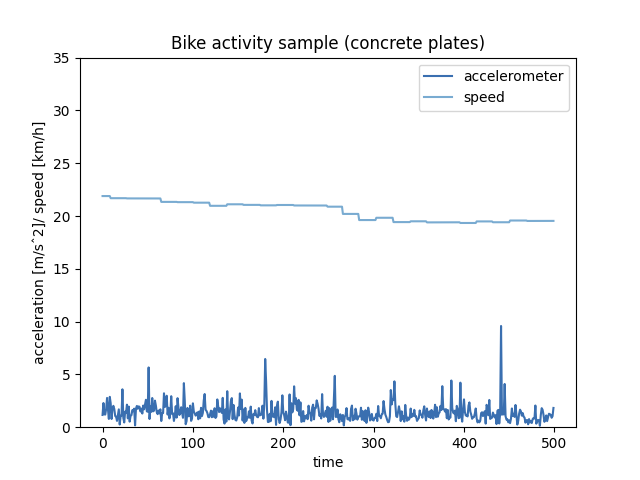 Bike activity sample (concrete plates)
accelerometer
speed
acceleration [m/s^2]/ speed [km/h]
35
30
25
20
15
10
5
0
0 100 200 300 400 500
time